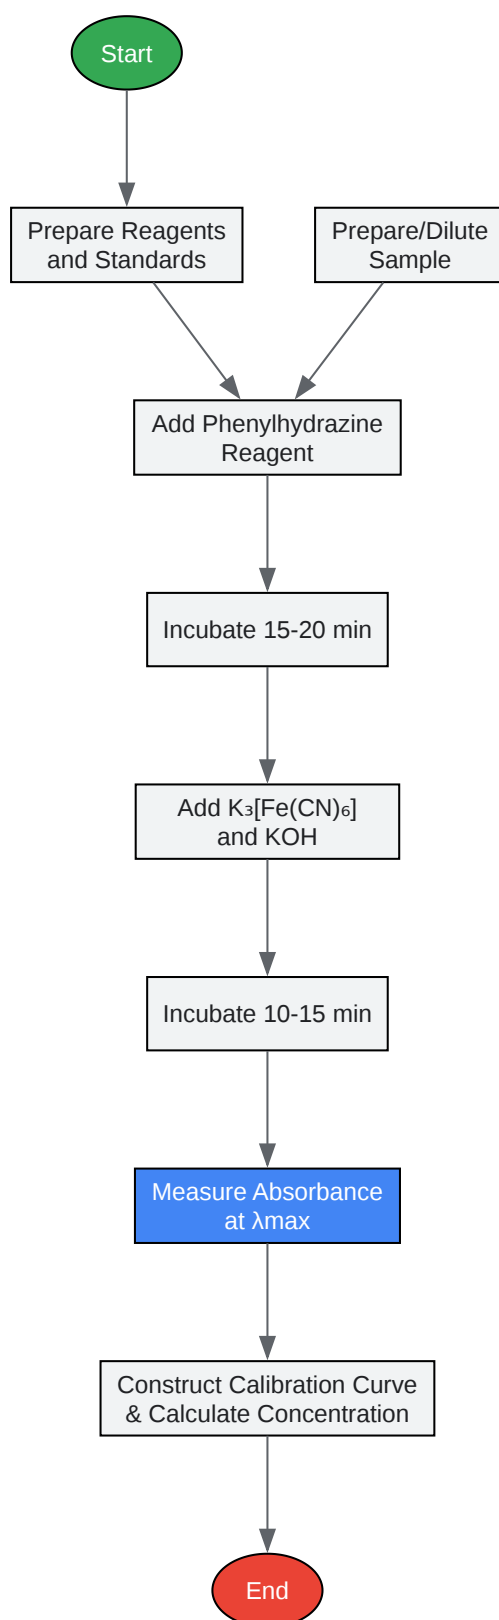 Start
Prepare Reagents
and Standards
Prepare/Dilute
Sample
Add Phenylhydrazine
Reagent
Incubate 15-20 min
Add K₃[Fe(CN)₆]
and KOH
Incubate 10-15 min
Measure Absorbance
at λmax
Construct Calibration Curve
& Calculate Concentration
End